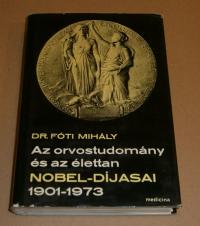 DR. FÓTI MIHÁLY
Az orvostudomány
és az élettan
NOBEL-DÍJASAI
1901-1973
medicina